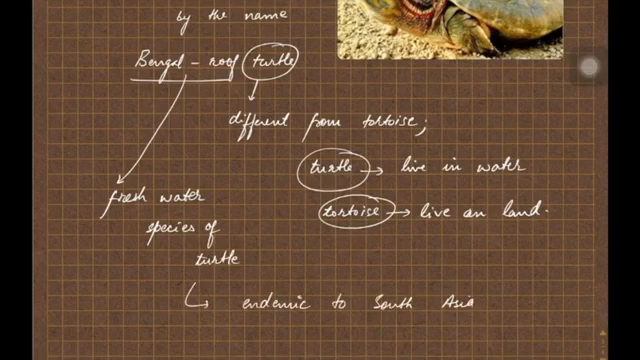 by the name
Bengal - roof turtle
different from tortoise;
turtle → live in water
tortoise → live an land.
fresh water
species of
turtle
↳ endemic to South Asia